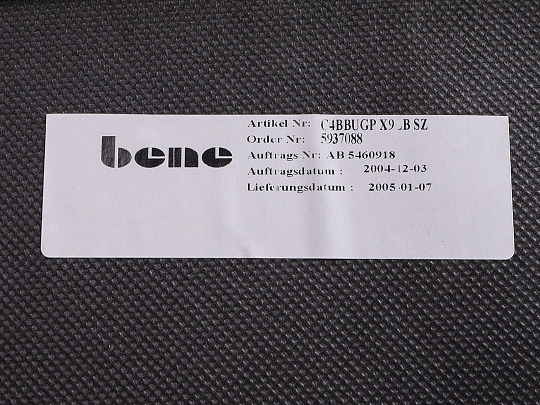 bene
Artikel Nr: C4BBUGP X9 .B SZ
Order Nr: 5937088
Auftrags Nr: AB 5460918
Auftragsdatum : 2004-12-03
Lieferungsdatum : 2005-01-07